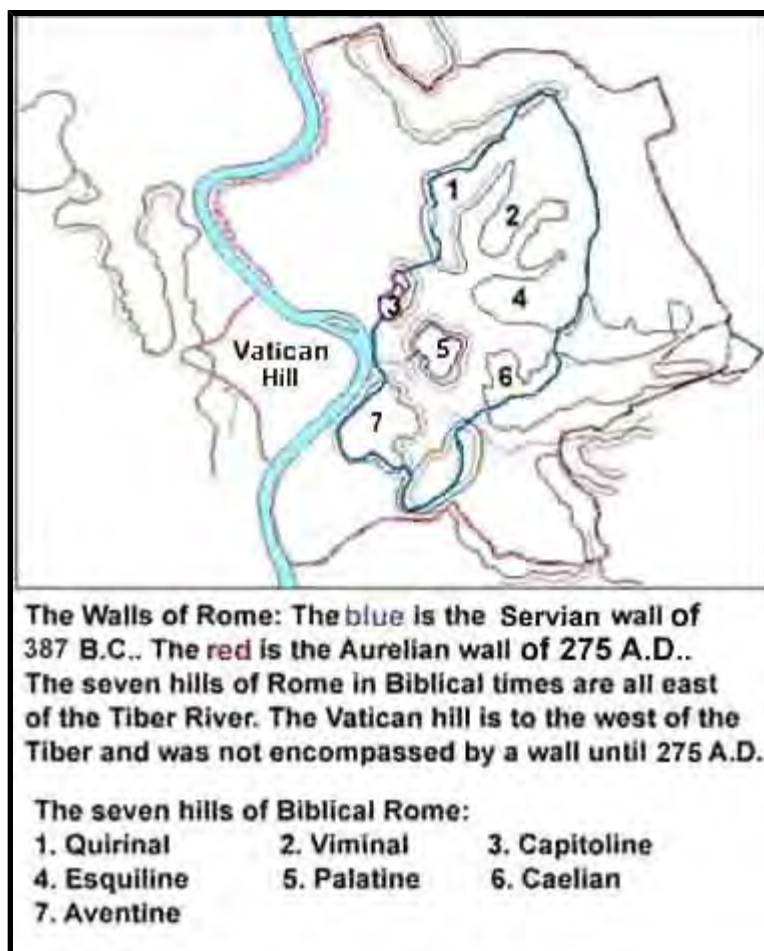 1
2
3
4
5
6
7
Vatican
Hill
The Walls of Rome: The blue is the Servian wall of
387 B.C.. The red is the Aurelian wall of 275 A.D..
The seven hills of Rome in Biblical times are all east
of the Tiber River. The Vatican hill is to the west of the
Tiber and was not encompassed by a wall until 275 A.D.
The seven hills of Biblical Rome:
1. Quirinal 2. Viminal 3. Capitoline
4. Esquiline 5. Palatine 6. Caelian
7. Aventine